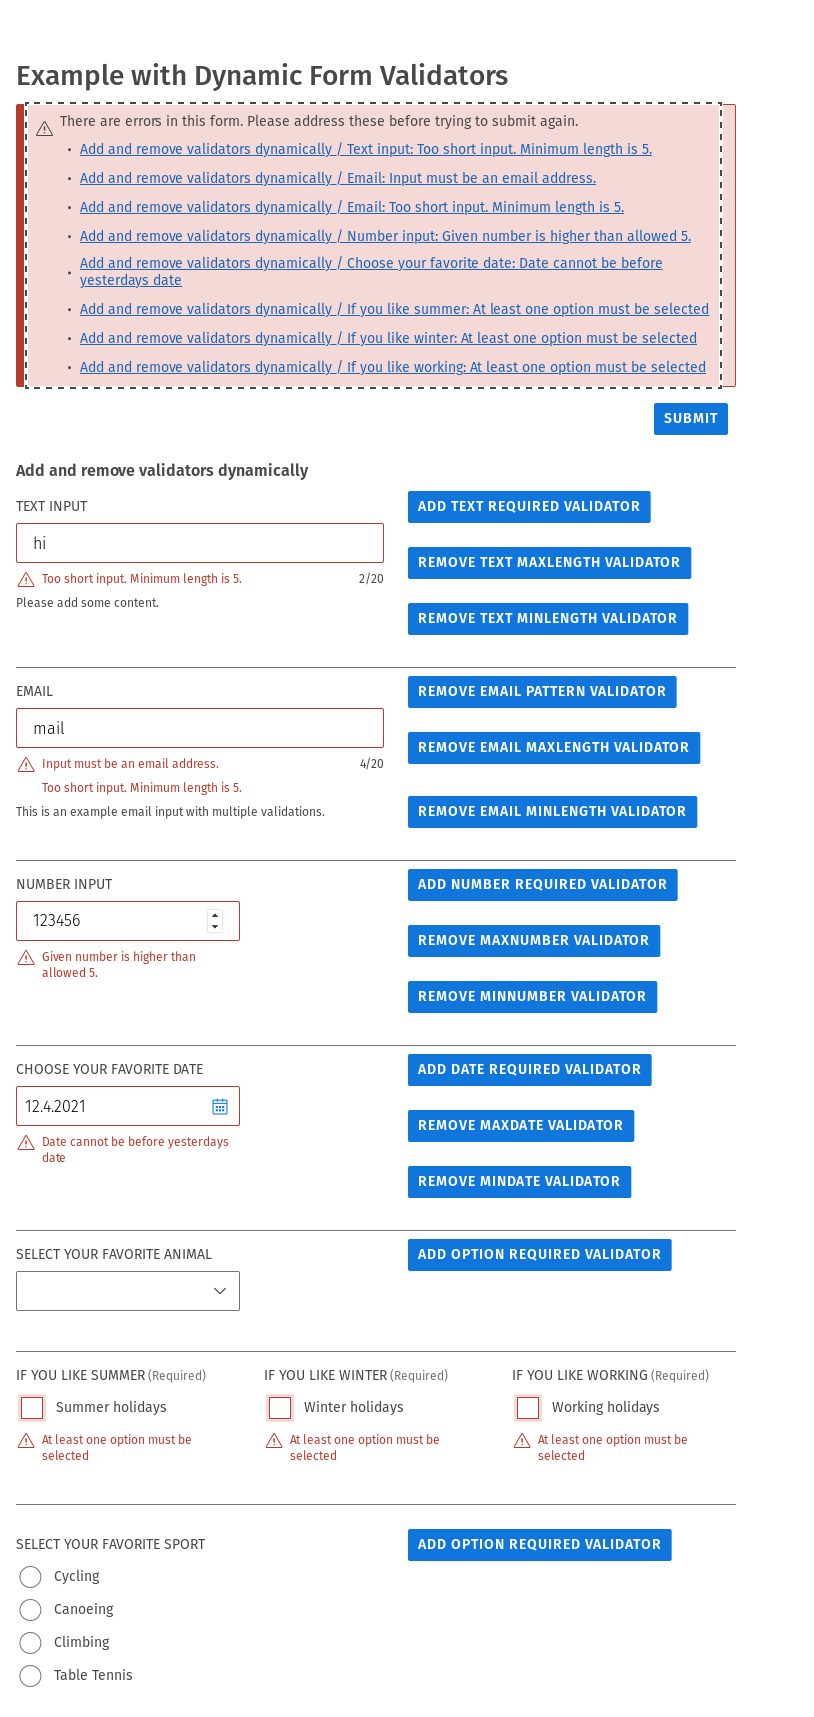 Example with Dynamic Form Validators
There are errors in this form. Please address these before trying to submit again.
• Add and remove validators dynamically / Text input: Too short input. Minimum length is 5.
• Add and remove validators dynamically / Email: Input must be an email address.
• Add and remove validators dynamically / Email: Too short input. Minimum length is 5.
• Add and remove validators dynamically / Number input: Given number is higher than allowed 5.
• Add and remove validators dynamically / Choose your favorite date: Date cannot be before
yesterdays date
• Add and remove validators dynamically / If you like summer: At least one option must be selected
• Add and remove validators dynamically / If you like winter: At least one option must be selected
• Add and remove validators dynamically / If you like working: At least one option must be selected
SUBMIT
Add and remove validators dynamically
TEXT INPUT
ADD TEXT REQUIRED VALIDATOR
hi
REMOVE TEXT MAXLENGTH VALIDATOR
Too short input. Minimum length is 5. 2/20
Please add some content.
REMOVE TEXT MINLENGTH VALIDATOR
EMAIL
REMOVE EMAIL PATTERN VALIDATOR
mail
REMOVE EMAIL MAXLENGTH VALIDATOR
Input must be an email address. 4/20
Too short input. Minimum length is 5.
This is an example email input with multiple validations.
REMOVE EMAIL MINLENGTH VALIDATOR
NUMBER INPUT
ADD NUMBER REQUIRED VALIDATOR
123456
REMOVE MAXNUMBER VALIDATOR
Given number is higher than
allowed 5.
REMOVE MINNUMBER VALIDATOR
CHOOSE YOUR FAVORITE DATE
ADD DATE REQUIRED VALIDATOR
12.4.2021
REMOVE MAXDATE VALIDATOR
Date cannot be before yesterdays
date
REMOVE MINDATE VALIDATOR
SELECT YOUR FAVORITE ANIMAL
ADD OPTION REQUIRED VALIDATOR
IF YOU LIKE SUMMER (Required)
Summer holidays
At least one option must be
selected
IF YOU LIKE WINTER (Required)
Winter holidays
At least one option must be
selected
IF YOU LIKE WORKING (Required)
Working holidays
At least one option must be
selected
SELECT YOUR FAVORITE SPORT
ADD OPTION REQUIRED VALIDATOR
Cycling
Canoeing
Climbing
Table Tennis